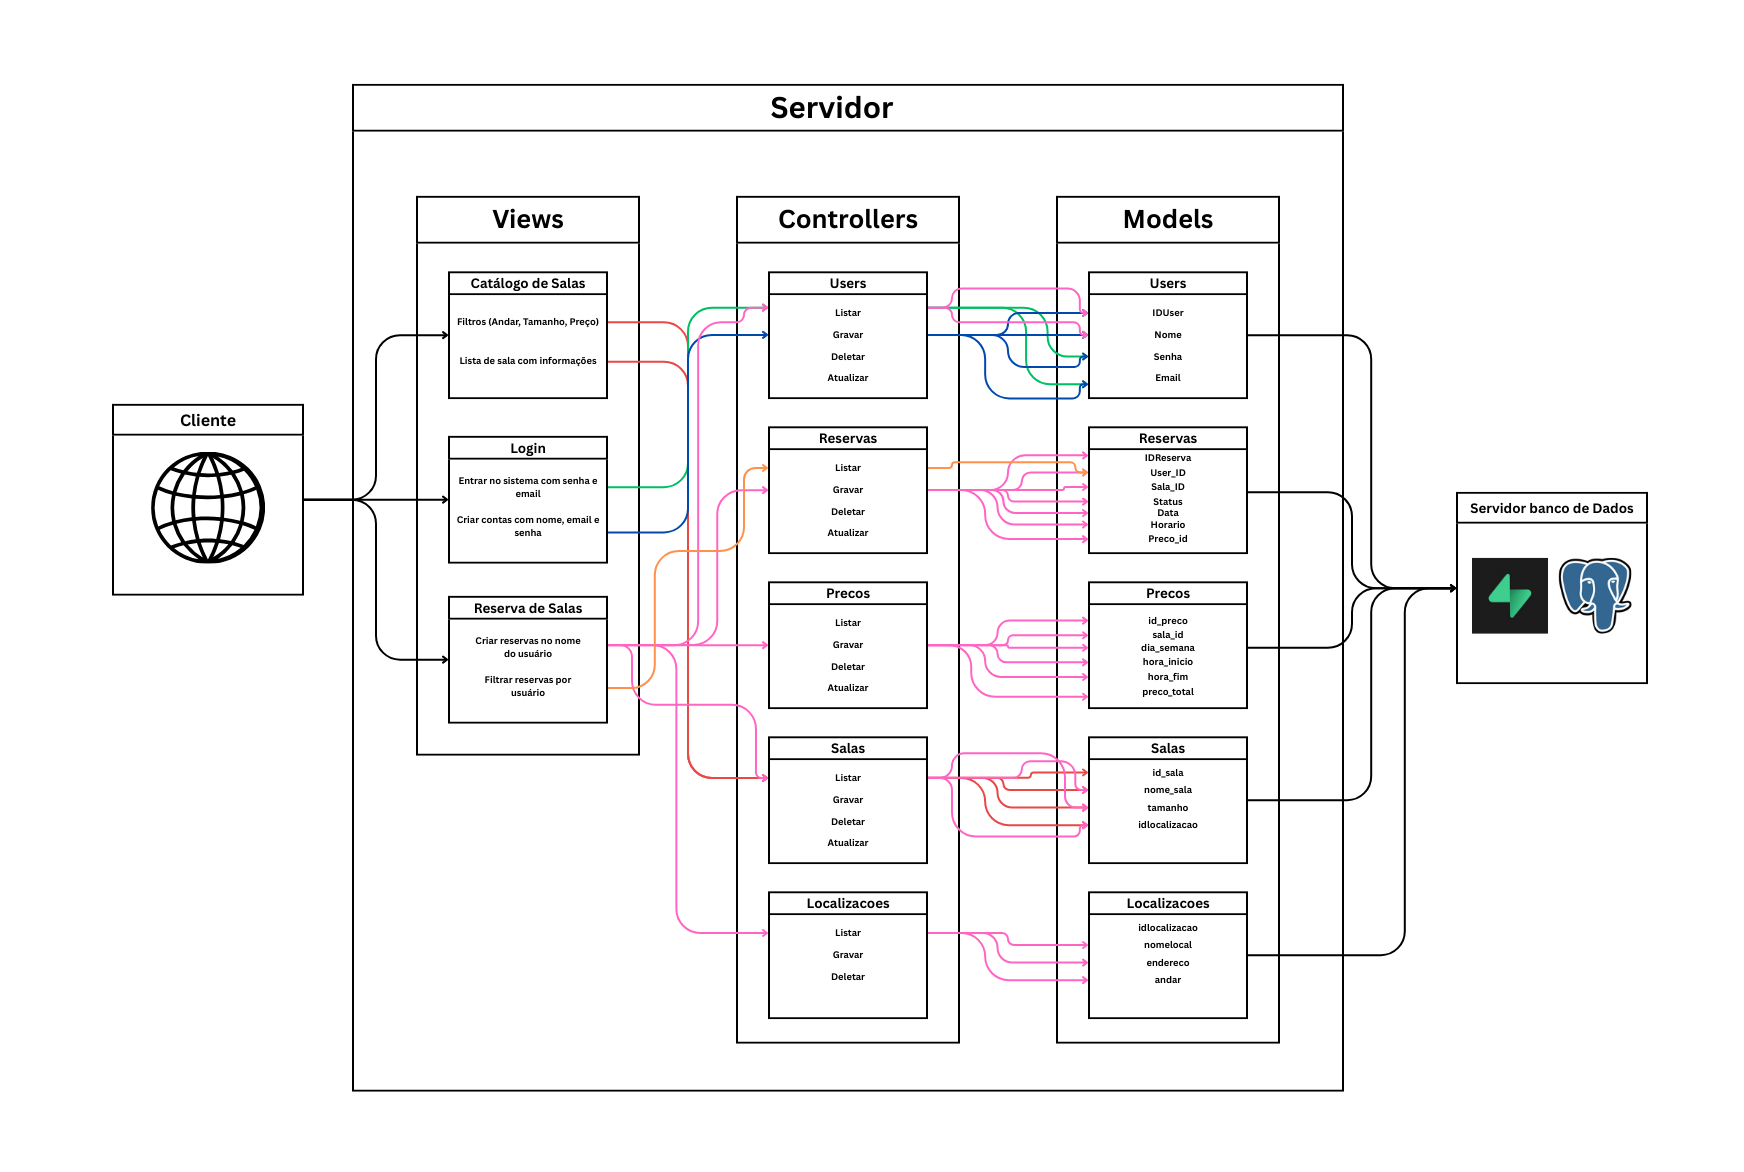 Servidor
Cliente
Views
Catálogo de Salas
Filtros (Andar, Tamanho, Preço)
Lista de sala com informações
Login
Entrar no sistema com senha e
email
Criar contas com nome, email e
senha
Reserva de Salas
Criar reservas no nome
do usuário
Filtrar reservas por
usuário
Controllers
Users
Listar
Gravar
Deletar
Atualizar
Reservas
Listar
Gravar
Deletar
Atualizar
Precos
Listar
Gravar
Deletar
Atualizar
Salas
Listar
Gravar
Deletar
Atualizar
Localizacoes
Listar
Gravar
Deletar
Models
Users
IDUser
Nome
Senha
Email
Reservas
IDReserva
User_ID
Sala_ID
Status
Data
Horario
Preco_id
Precos
id_preco
sala_id
dia_semana
hora_inicio
hora_fim
preco_total
Salas
id_sala
nome_sala
tamanho
idlocalizacao
Localizacoes
idlocalizacao
nomelocal
endereco
andar
Servidor banco de Dados